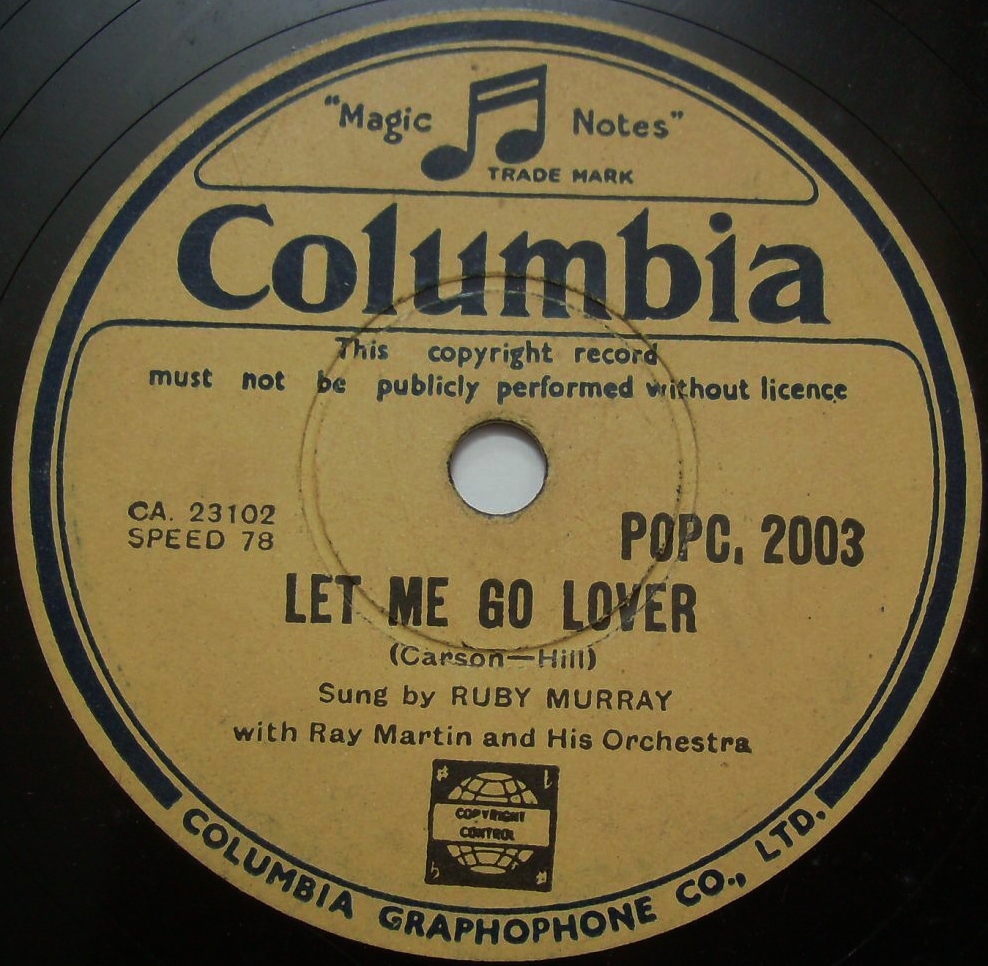 "Magic Notes"
TRADE MARK
Columbia
This copyright record
must not be publicly performed without licence
CA. 23102
SPEED 78
POPC. 2003
LET ME GO LOVER
(Carson—Hill)
Sung by RUBY MURRAY
with Ray Martin and His Orchestra
COPYRIGHT
CONTROL
COLUMBIA GRAPHOPHONE CO., LTD.